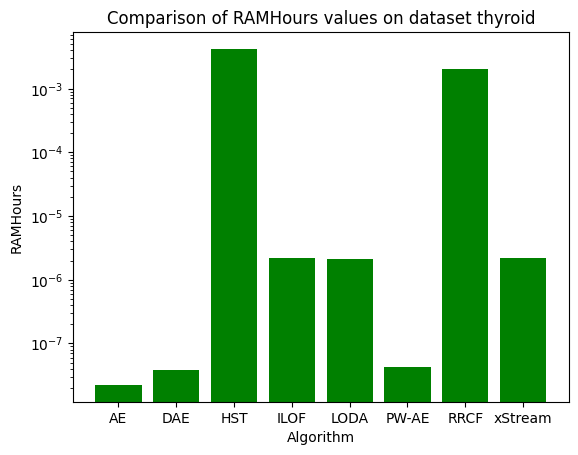 Comparison of RAMHours values on dataset thyroid
RAMHours
10⁻³
10⁻⁴
10⁻⁵
10⁻⁶
10⁻⁷
AE DAE HST ILOF LODA PW-AE RRCF xStream
Algorithm